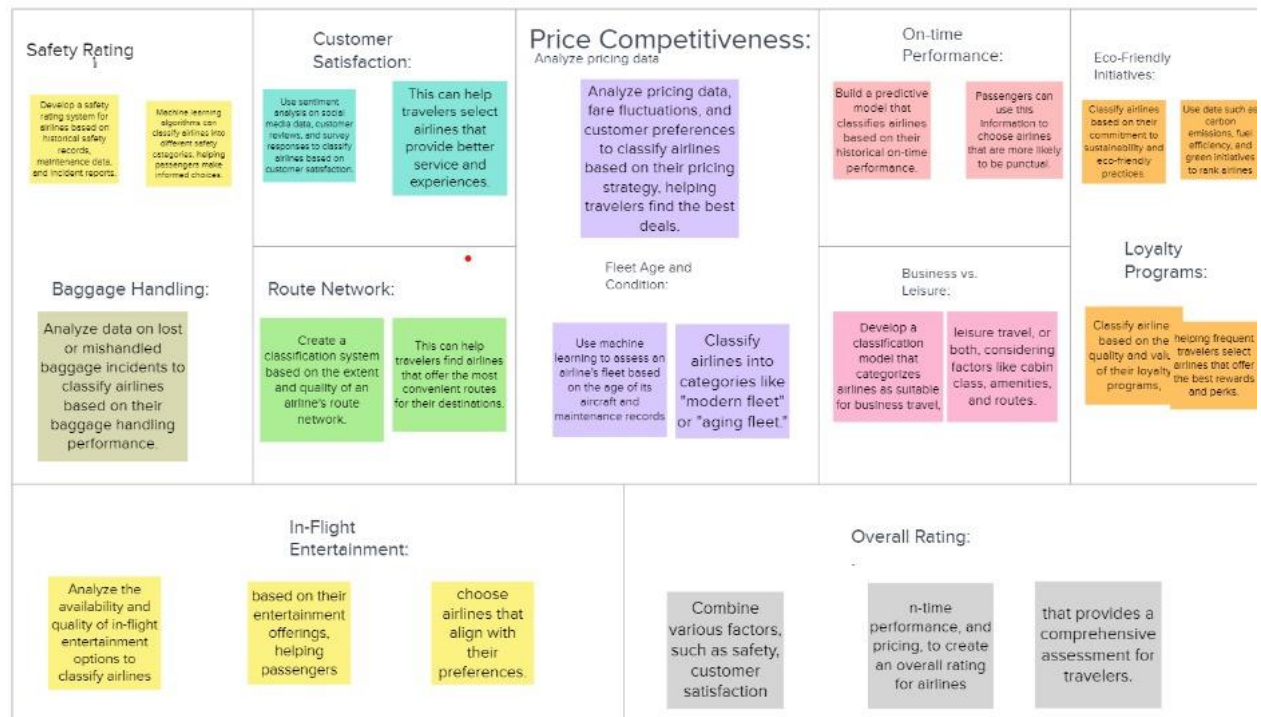 Safety Rating
Develop a safety
rating system for
airlines based on
historical safety
records,
maintenance data,
and incident reports.
Machine learning
algorithms can
classify airlines into
different safety
categories, helping
passengers make
informed choices.
Customer
Satisfaction:
Use sentiment
analysis on social
media data, customer
reviews, and survey
responses to classify
airlines based on
customer satisfaction.
This can help
travelers select
airlines that
provide better
service and
experiences.
Price Competitiveness:
Analyze pricing data
Analyze pricing data,
fare fluctuations, and
customer preferences
to classify airlines
based on their pricing
strategy, helping
travelers find the best
deals.
On-time
Performance:
Build a predictive
model that
classifies airlines
based on their
historical on-time
performance.
Passengers can
use this
information to
choose airlines
that are more likely
to be punctual.
Eco-Friendly
Initiatives:
Classify airlines
based on their
commitment to
sustainability and
eco-friendly
practices.
Use data such as
carbon
emissions, fuel
efficiency, and
green initiatives
to rank airlines
Baggage Handling:
Analyze data on lost
or mishandled
baggage incidents to
classify airlines
based on their
baggage handling
performance.
Route Network:
Create a
classification system
based on the extent
and quality of an
airline's route
network.
This can help
travelers find airlines
that offer the most
convenient routes
for their destinations.
Fleet Age and
Condition:
Use machine
learning to assess an
airline's fleet based
on the age of its
aircraft and
maintenance records
Classify
airlines into
categories like
"modern fleet"
or "aging fleet."
Business vs.
Leisure:
Develop a
classification
model that
categorizes
airlines as suitable
for business travel,
leisure travel, or
both, considering
factors like cabin
class, amenities,
and routes.
Loyalty
Programs:
Classify airline
based on the
quality and valu
of their loyalty
programs,
helping frequent
travelers select
airlines that offer
the best rewards
and perks.
In-Flight
Entertainment:
Analyze the
availability and
quality of in-flight
entertainment
options to
classify airlines
based on their
entertainment
offerings,
helping
passengers
choose
airlines that
align with
their
preferences.
Overall Rating:
Combine
various factors,
such as safety,
customer
satisfaction
n-time
performance, and
pricing, to create
an overall rating
for airlines
that provides a
comprehensive
assessment for
travelers.